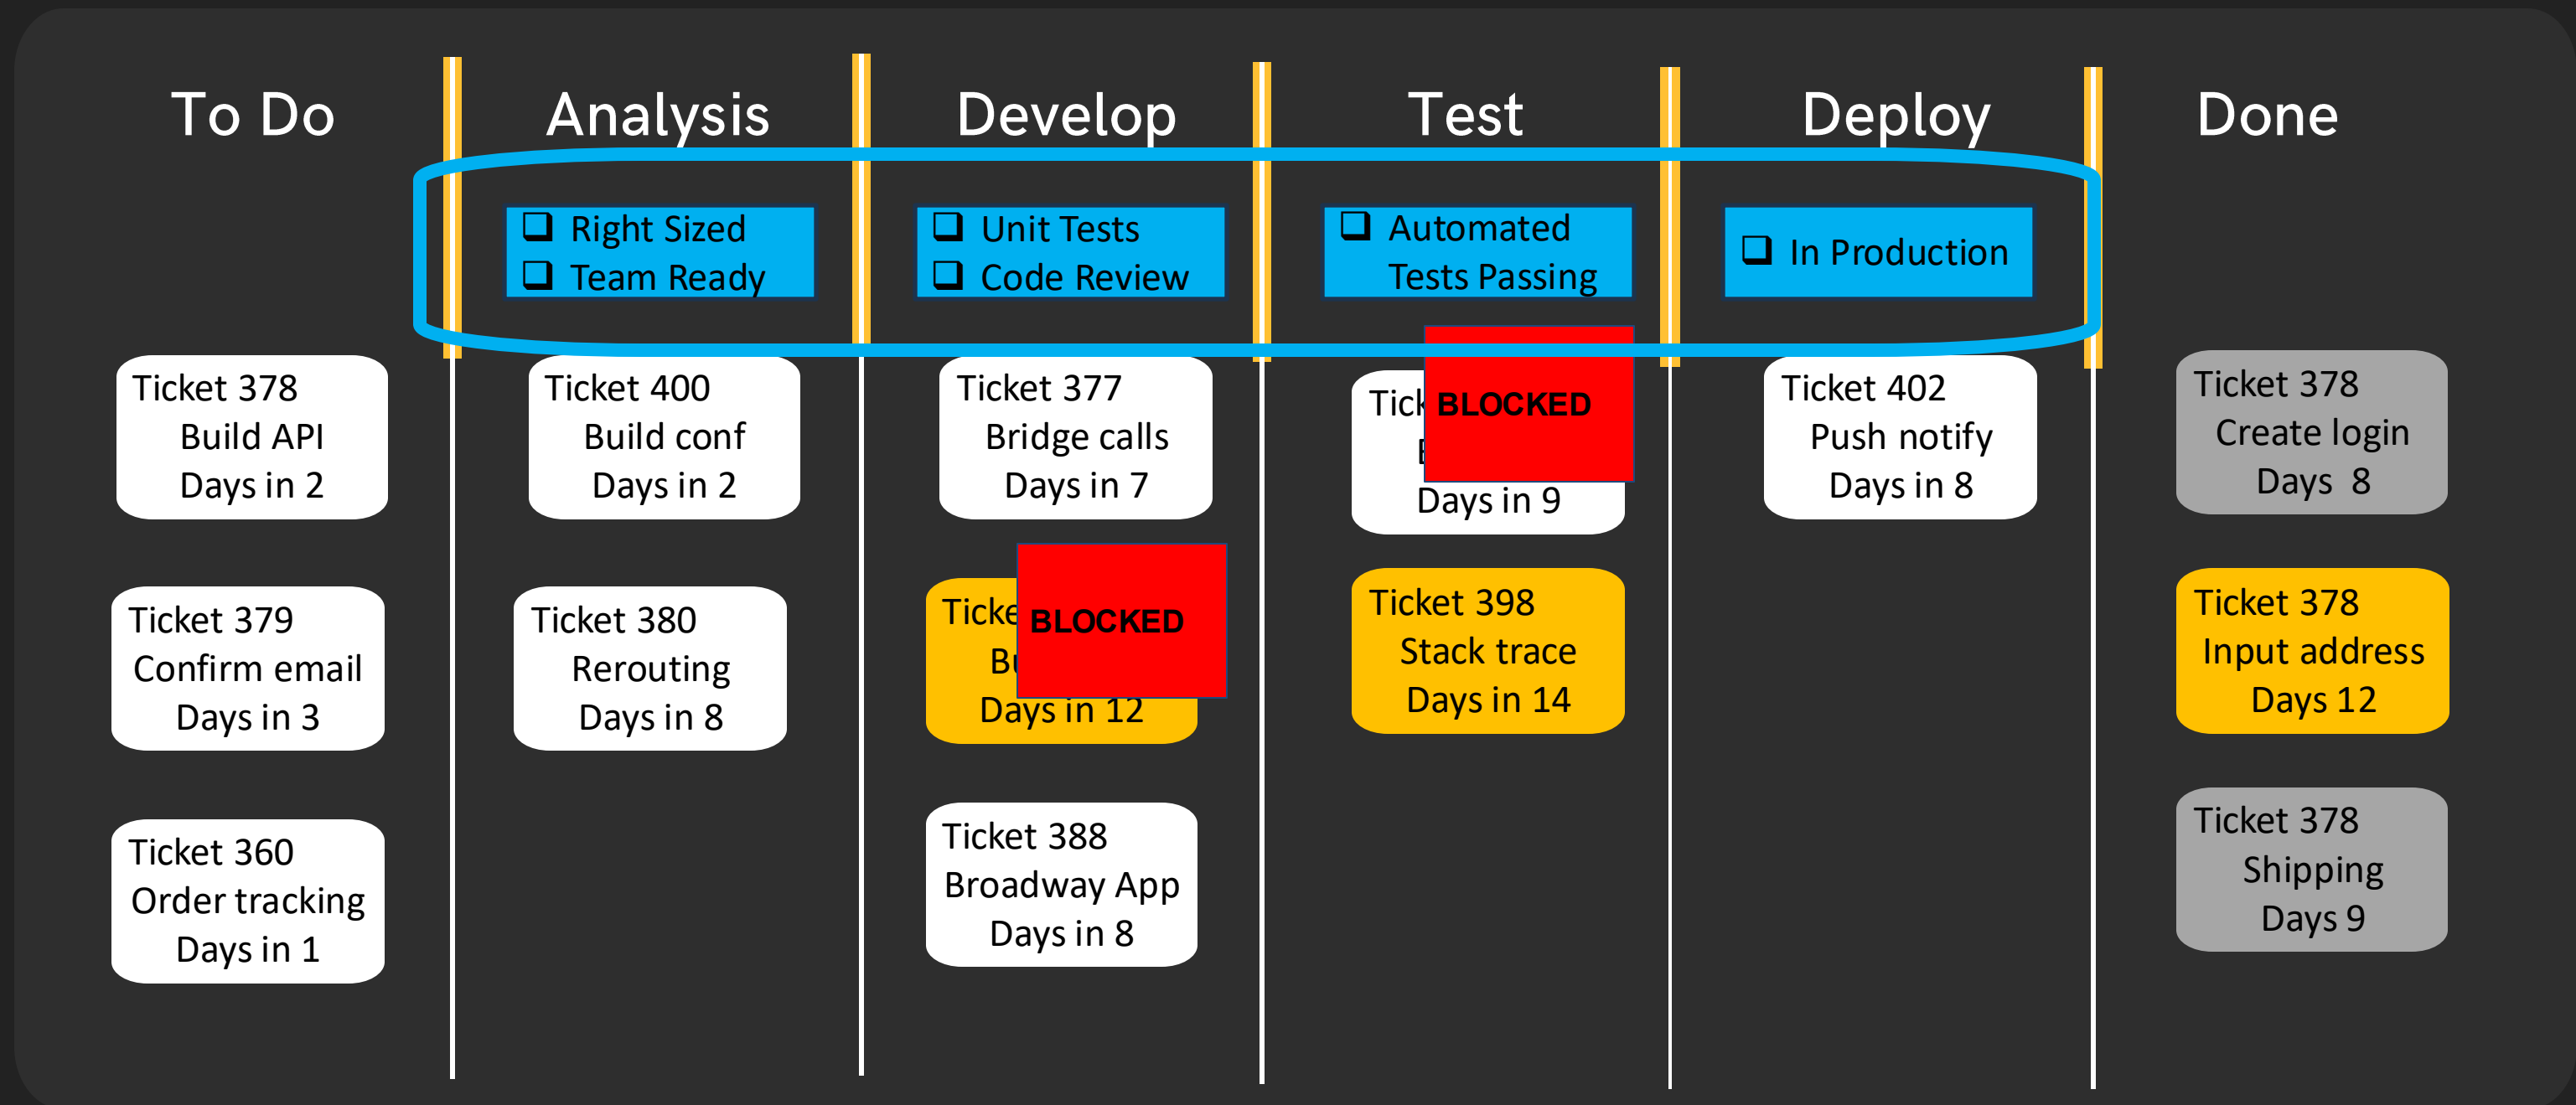 To Do
Analysis
Develop
Test
Deploy
Done
Right Sized
Team Ready
Unit Tests
Code Review
Automated
Tests Passing
In Production
Ticket 378
Build API
Days in 2
Ticket 379
Confirm email
Days in 3
Ticket 360
Order tracking
Days in 1
Ticket 400
Build conf
Days in 2
Ticket 380
Rerouting
Days in 8
Ticket 377
Bridge calls
Days in 7
BLOCKED
Days in 12
Ticket 388
Broadway App
Days in 8
BLOCKED
Days in 9
Ticket 398
Stack trace
Days in 14
Ticket 402
Push notify
Days in 8
Ticket 378
Create login
Days 8
Ticket 378
Input address
Days 12
Ticket 378
Shipping
Days 9